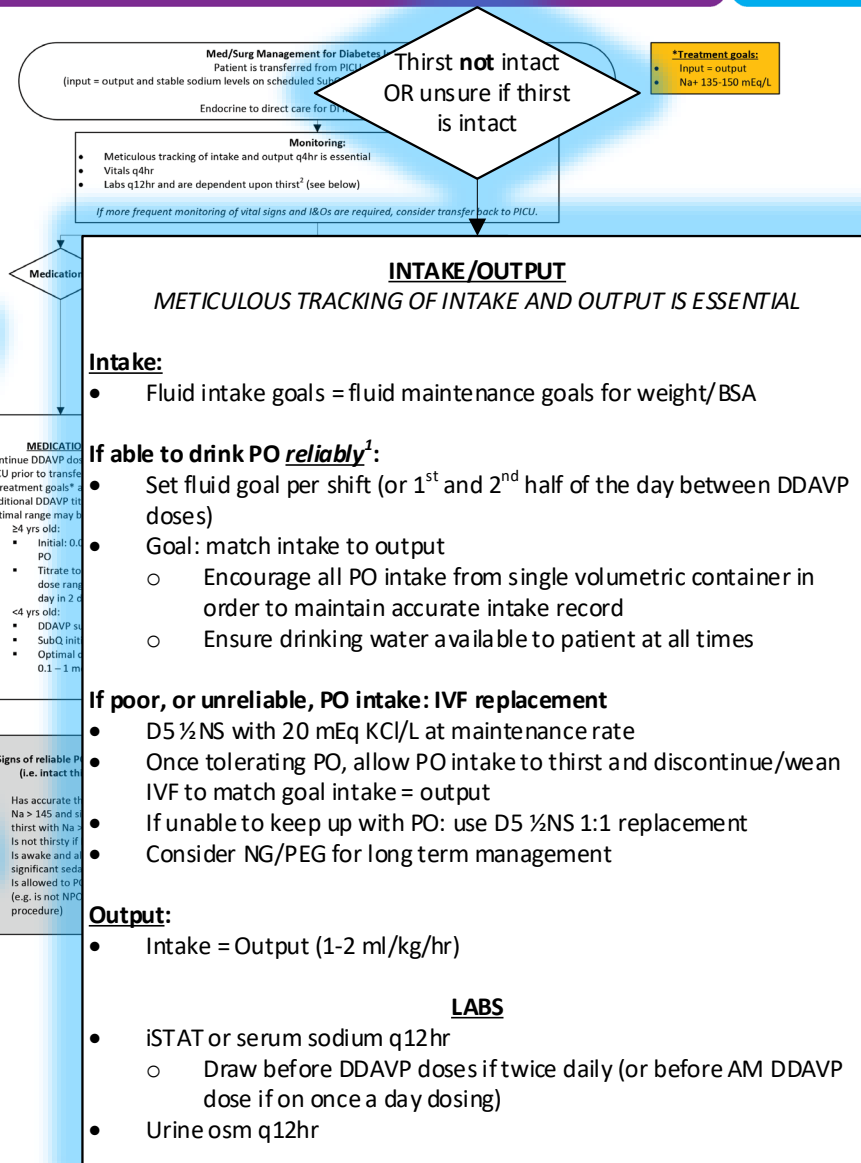 Med/Surg Management for Diabetes
Patient is transferred from PICU
(input = output and stable sodium levels on scheduled
Endocrine to direct care for
Thirst not intact
OR unsure if thirst
is intact
*Treatment goals:
• Input = output
• Na+ 135-150 mEq/L
Monitoring:
• Meticulous tracking of intake and output q4hr is essential
• Vitals q4hr
• Labs q12hr and are dependent upon thirst² (see below)
If more frequent monitoring of vital signs and I&Os are required, consider transfer back to PICU.
Medication
INTAKE/OUTPUT
METICULOUS TRACKING OF INTAKE AND OUTPUT IS ESSENTIAL
Intake:
• Fluid intake goals = fluid maintenance goals for weight/BSA
If able to drink PO reliably¹:
• Set fluid goal per shift (or 1st and 2nd half of the day between DDAVP
doses)
• Goal: match intake to output
o Encourage all PO intake from single volumetric container in
order to maintain accurate intake record
o Ensure drinking water available to patient at all times
If poor, or unreliable, PO intake: IVF replacement
• D5 ½NS with 20 mEq KCl/L at maintenance rate
• Once tolerating PO, allow PO intake to thirst and discontinue/wean
IVF to match goal intake = output
• If unable to keep up with PO: use D5 ½NS 1:1 replacement
• Consider NG/PEG for long term management
Output:
• Intake = Output (1-2 ml/kg/hr)
LABS
• iSTAT or serum sodium q12hr
o Draw before DDAVP doses if twice daily (or before AM DDAVP
dose if on once a day dosing)
• Urine osm q12hr
MEDICATIO
ntinue DDAVP dos
CU prior to transfe
reatment goals* a
ditional DDAVP tit
timal range may b
≥4 yrs old:
▪ Initial: 0.0
PO
▪ Titrate to
dose rang
day in 2 d
<4 yrs old:
▪ DDAVP su
▪ SubQ init
▪ Optimal d
0.1 – 1 m
Signs of reliable P
(i.e. intact thi
Has accurate th
Na > 145 and si
thirst with Na >
Is not thirsty if
Is awake and al
significant seda
Is allowed to PO
(e.g. is not NPO
procedure)